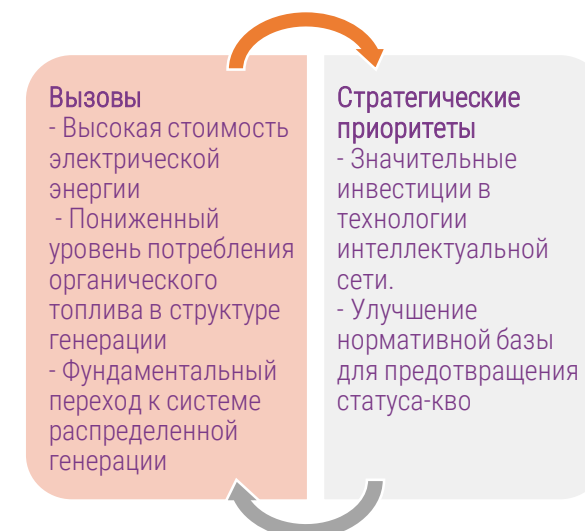 Вызовы
- Высокая стоимость
электрической
энергии
- Пониженный
уровень потребления
органического
топлива в структуре
генерации
- Фундаментальный
переход к системе
распределенной
генерации
Стратегические
приоритеты
- Значительные
инвестиции в
технологии
интеллектуальной
сети.
- Улучшение
нормативной базы
для предотвращения
статуса-кво